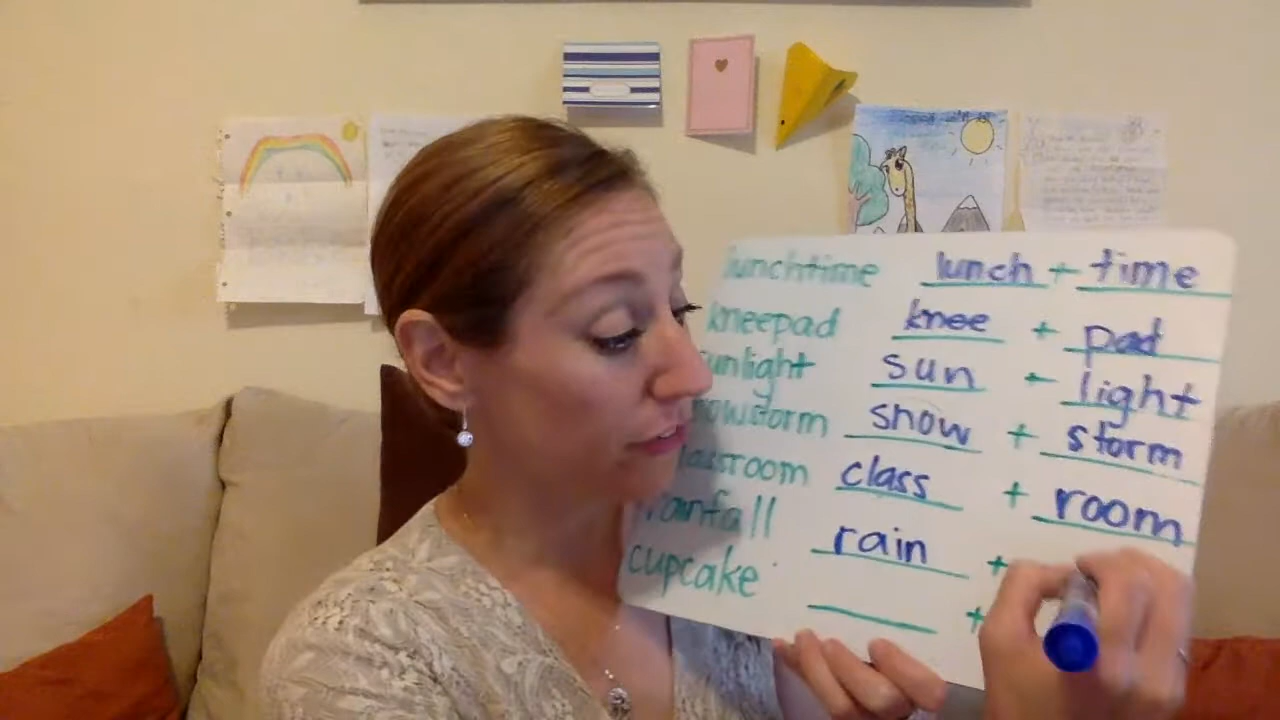 lunchtime lunch + time
kneepad knee + pad
sunlight sun + light
snowstorm snow + storm
classroom class + room
rainfall rain +
cupcake +